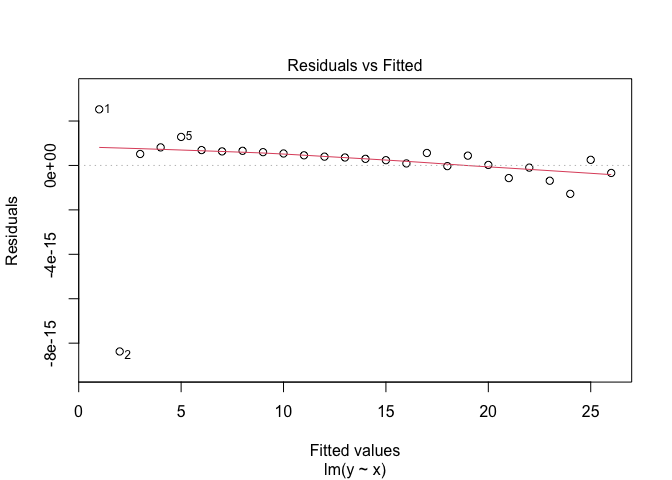 Residuals vs Fitted
Residuals
0e+00
-4e-15
-8e-15
1
5
2
0 5 10 15 20 25
Fitted values
lm(y ~ x)